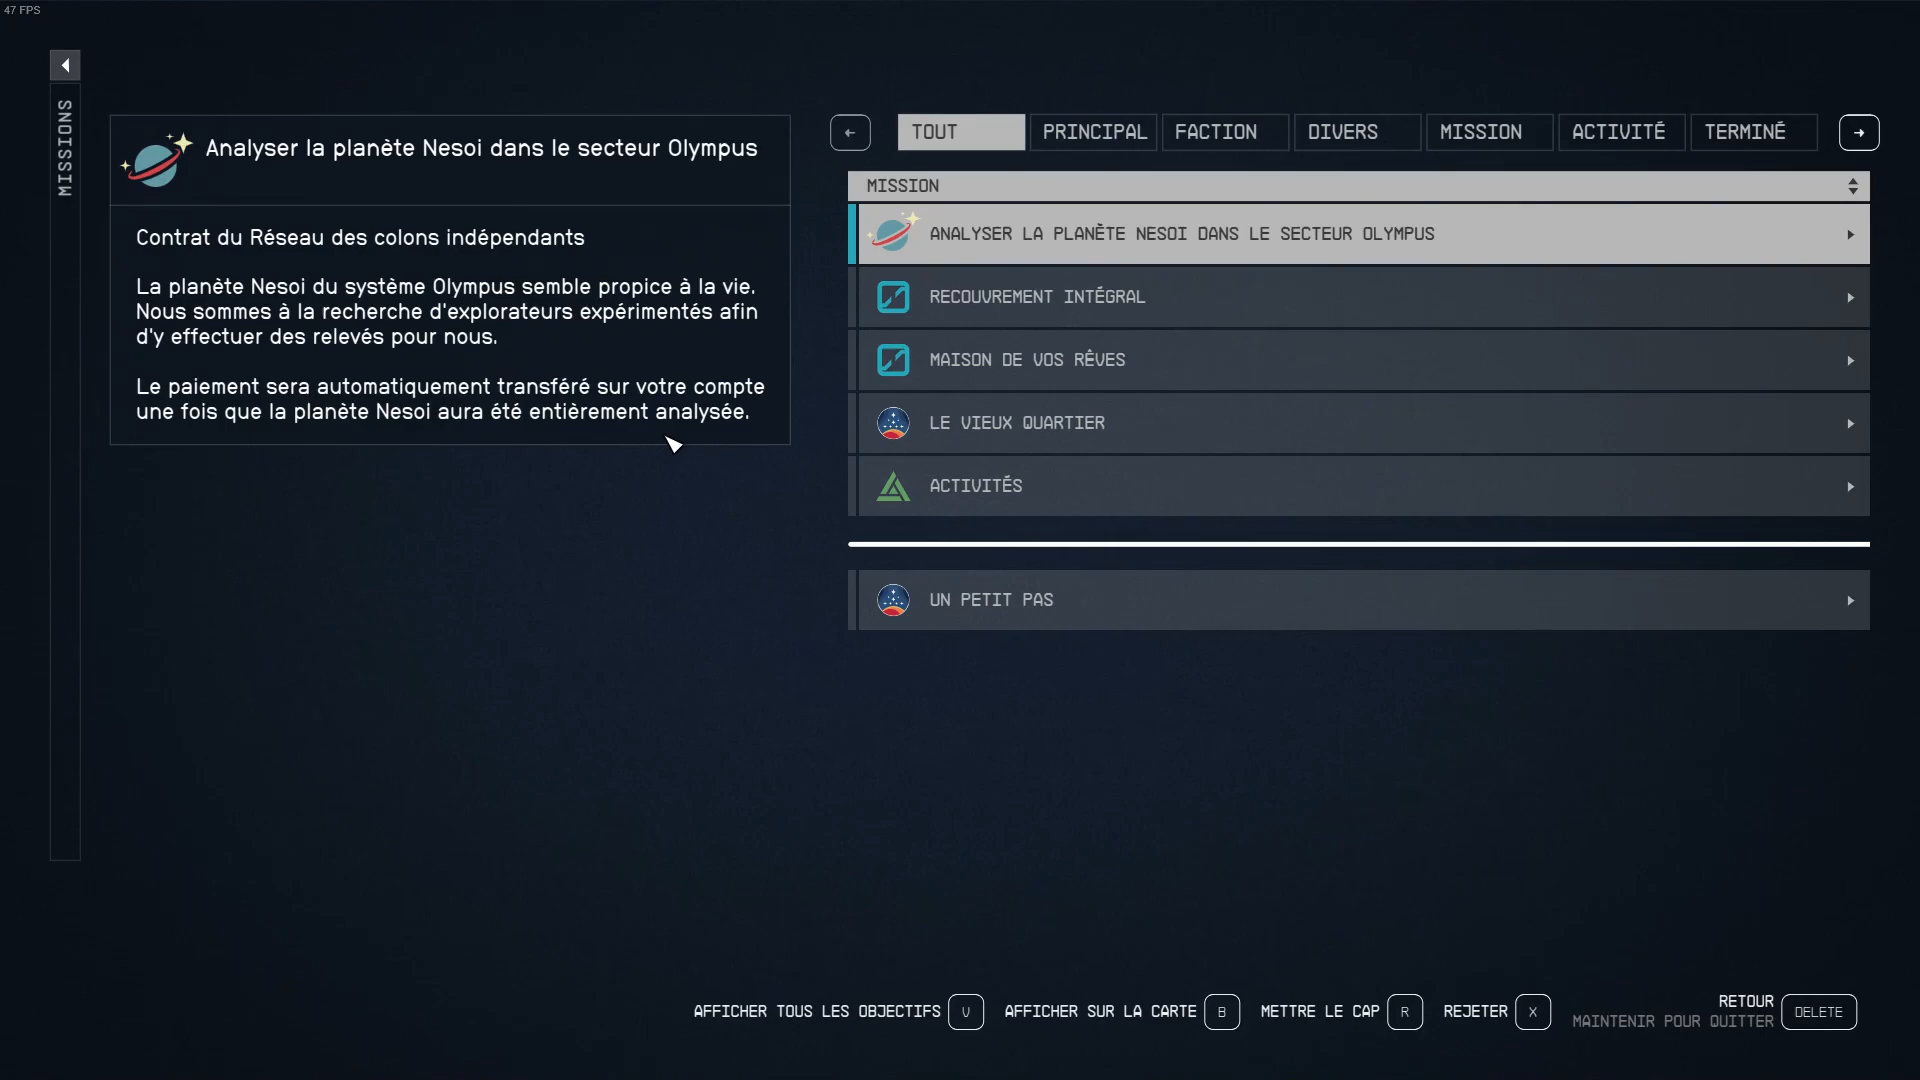 47 FPS
MISSIONS
Analyser la planète Nesoi dans le secteur Olympus
Contrat du Réseau des colons indépendants
La planète Nesoi du système Olympus semble propice à la vie.
Nous sommes à la recherche d'explorateurs expérimentés afin
d'y effectuer des relevés pour nous.
Le paiement sera automatiquement transféré sur votre compte
une fois que la planète Nesoi aura été entièrement analysée.
TOUT PRINCIPAL FACTION DIVERS MISSION ACTIVITÉ TERMINÉ
MISSION
ANALYSER LA PLANÈTE NESOI DANS LE SECTEUR OLYMPUS
RECOUVREMENT INTÉGRAL
MAISON DE VOS RÊVES
LE VIEUX QUARTIER
ACTIVITÉS
UN PETIT PAS
AFFICHER TOUS LES OBJECTIFS V AFFICHER SUR LA CARTE B METTRE LE CAP R REJETER X RETOUR DELETE
MAINTENIR POUR QUITTER